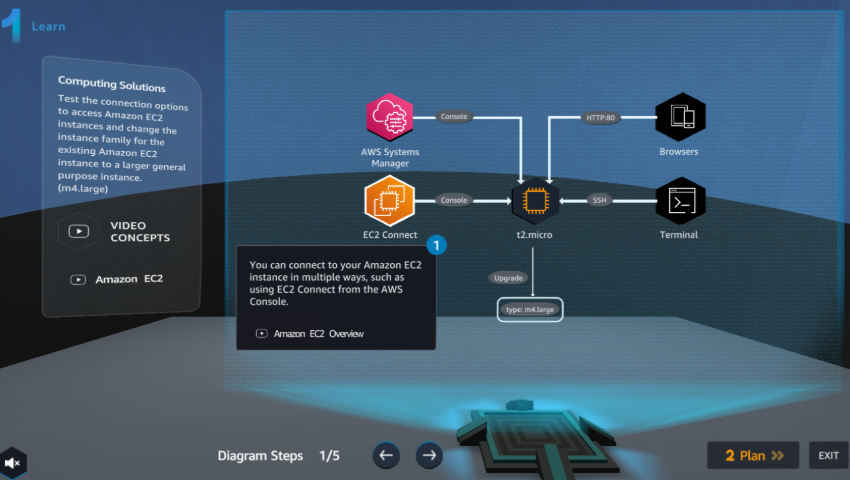 1 Learn
Computing Solutions
Test the connection options
to access Amazon EC2
instances and change the
instance family for the
existing Amazon EC2
instance to a larger general
purpose instance.
(m4.large)
VIDEO
CONCEPTS
Amazon EC2
Console
HTTP:80
AWS Systems
Manager
Browsers
Console
SSH
EC2 Connect
t2.micro
Terminal
1
You can connect to your Amazon EC2
instance in multiple ways, such as
using EC2 Connect from the AWS
Console.
Amazon EC2 Overview
Upgrade
type: m4.large
Diagram Steps 1/5
2 Plan
EXIT